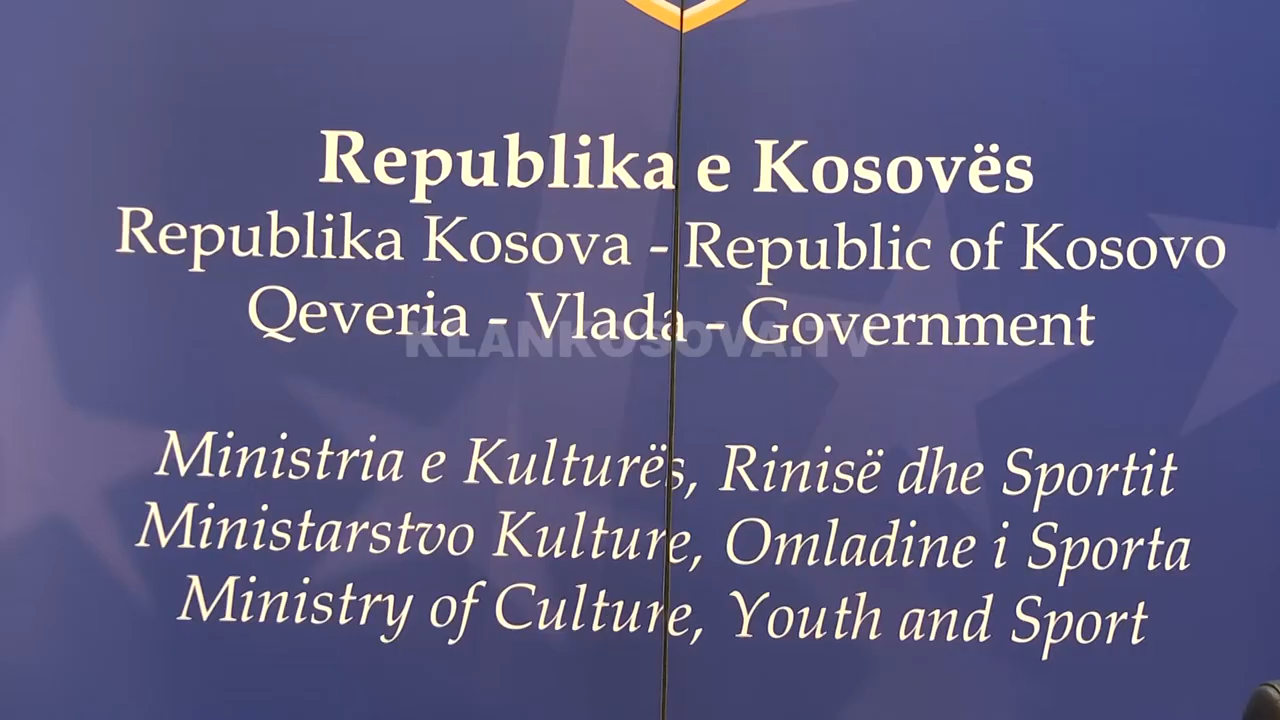 Republika e Kosovës
Republika Kosova - Republic of Kosovo
Qeveria - Vlada - Government
KLANKOSOVA.TV
Ministria e Kulturës, Rinisë dhe Sportit
Ministarstvo Kulture, Omladine i Sporta
Ministry of Culture, Youth and Sport